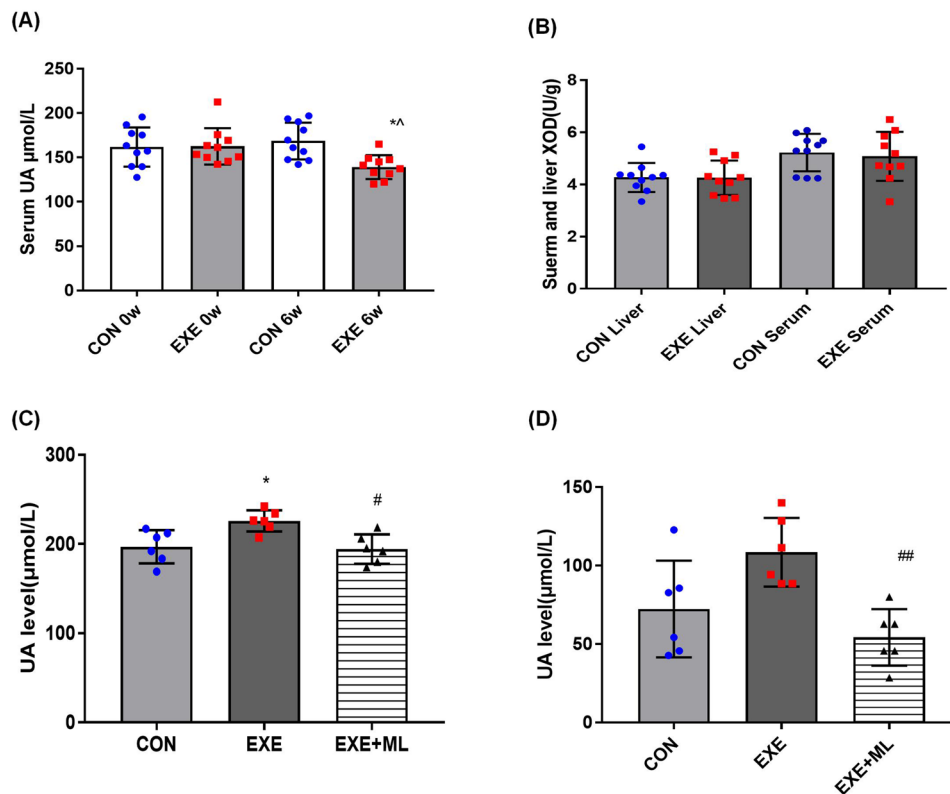 (A)
Serum UA μmol/L
250
200
150
100
50
0
*^
CON 0w
EXE 0w
CON 6w
EXE 6w
(B)
Suerm and liver XOD(U/g)
8
6
4
2
0
CON Liver
EXE Liver
CON Serum
EXE Serum
(C)
UA level(μmol/L)
300
200
100
0
*
#
CON
EXE
EXE+ML
(D)
UA level(μmol/L)
150
100
50
0
##
CON
EXE
EXE+ML